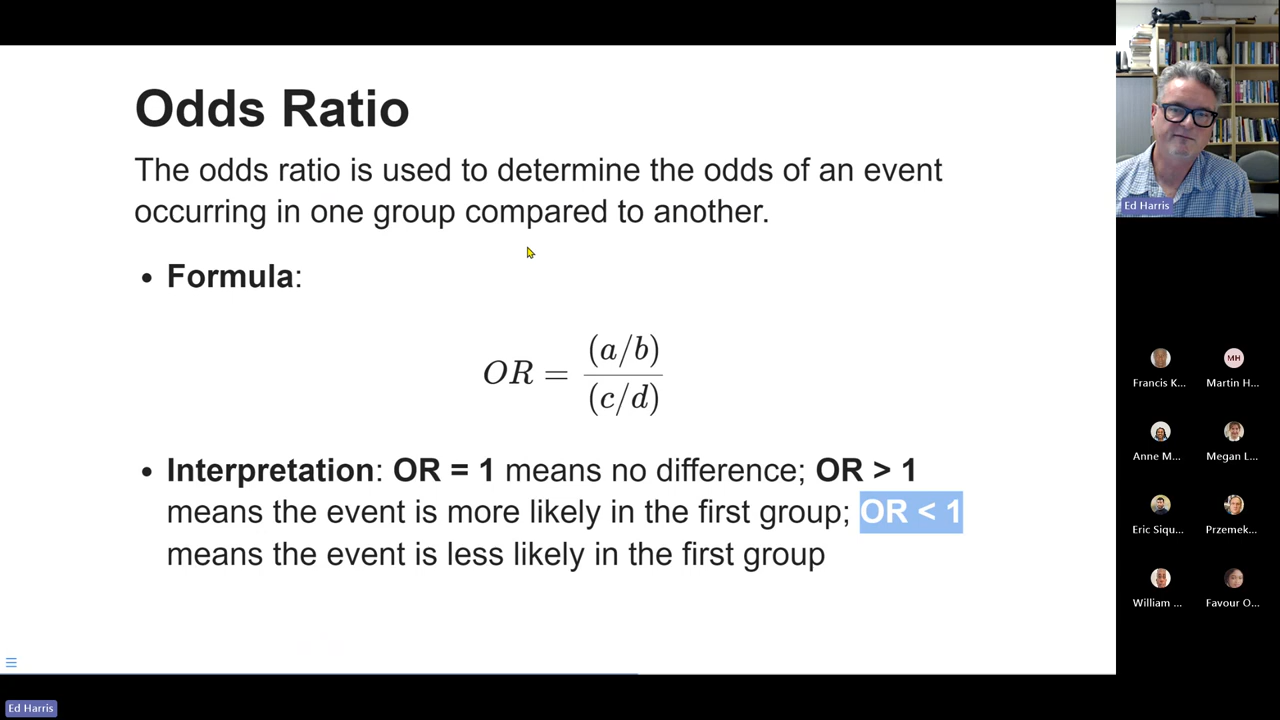 Odds Ratio
The odds ratio is used to determine the odds of an event
occurring in one group compared to another.
• Formula:
OR = (a/b) / (c/d)
• Interpretation: OR = 1 means no difference; OR > 1
means the event is more likely in the first group; OR < 1
means the event is less likely in the first group
Ed Harris
Francis K...
MH
Martin H...
Anne M...
Megan L...
Eric Siqu...
Przemek...
William ...
Favour O...
Ed Harris